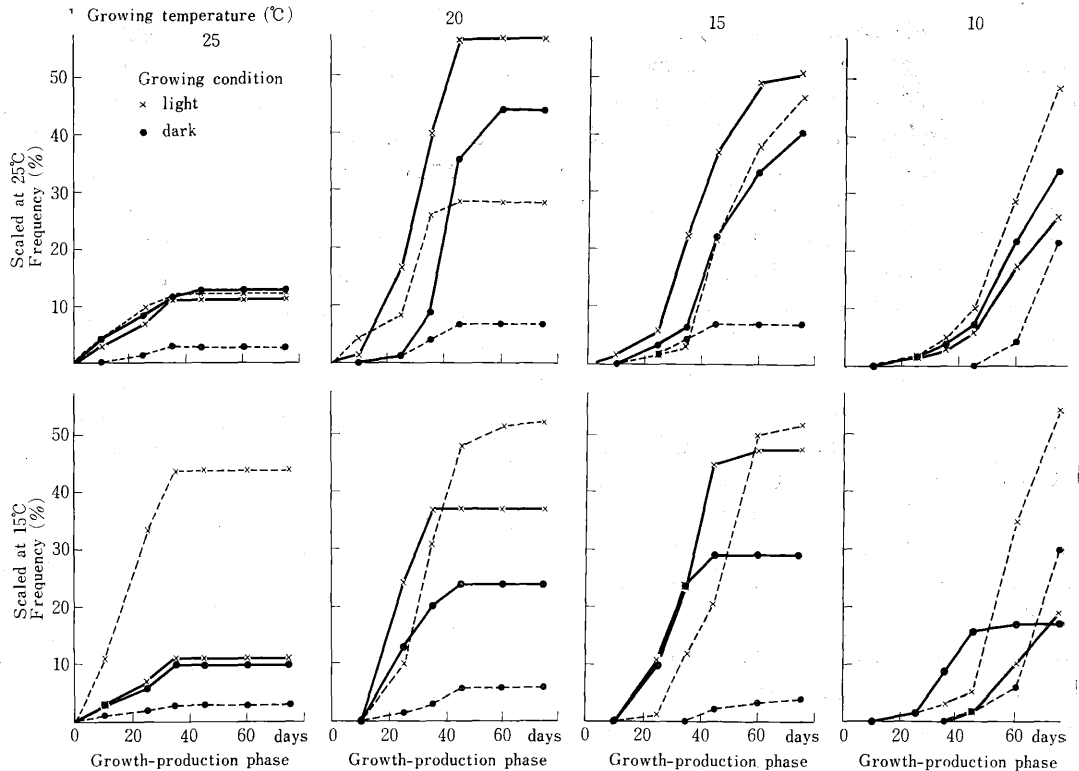 Growing temperature (℃)
25
20
15
10
Growing condition
× light
● dark
Scaled at 25℃
Frequency (%)
50
40
30
20
10
Scaled at 15℃
Frequency (%)
50
40
30
20
10
0 20 40 60 days
0 20 40 60 days
0 20 40 60 days
0 20 40 60 days
Growth-production phase
Growth-production phase
Growth-production phase
Growth-production phase